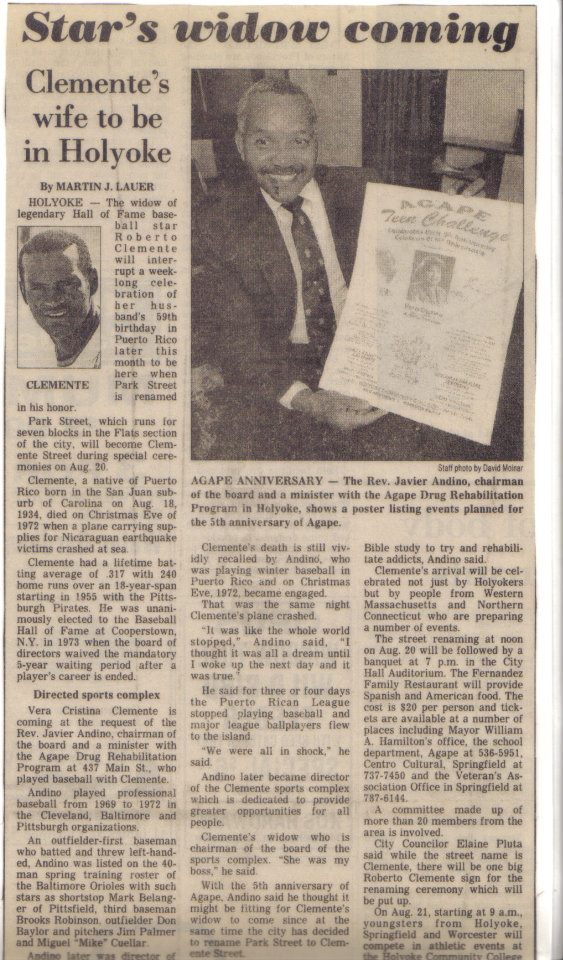 Star's widow coming
Clemente's
wife to be
in Holyoke
By MARTIN J. LAUER
HOLYOKE — The widow of
legendary Hall of Fame base-
ball star
Roberto
Clemente
will inter-
rupt a week-
long cele-
bration of
her hus-
band's 59th
birthday in
Puerto Rico
later this
month to be
here when
Park Street
is renamed
in his honor.
CLEMENTE
Park Street, which runs for
seven blocks in the Flats section
of the city, will become Clem-
ente Street during special cere-
monies on Aug. 20.
Clemente, a native of Puerto
Rico born in the San Juan sub-
urb of Carolina on Aug. 18,
1934, died on Christmas Eve of
1972 when a plane carrying sup-
plies for Nicaraguan earthquake
victims crashed at sea.
Clemente had a lifetime bat-
ting average of .317 with 240
home runs over an 18-year-span
starting in 1955 with the Pitts-
burgh Pirates. He was unani-
mously elected to the Baseball
Hall of Fame at Cooperstown,
N.Y. in 1973 when the board of
directors waived the mandatory
5-year waiting period after a
player's career is ended.
Directed sports complex
Vera Cristina Clemente is
coming at the request of the
Rev. Javier Andino, chairman of
the board and a minister with
the Agape Drug Rehabilitation
Program at 437 Main St., who
played baseball with Clemente.
Andino played professional
baseball from 1969 to 1972 in
the Cleveland, Baltimore and
Pittsburgh organizations.
An outfielder-first baseman
who batted and threw left-hand-
ed, Andino was listed on the 40-
man spring training roster of
the Baltimore Orioles with such
stars as shortstop Mark Belang-
er of Pittsfield, third baseman
Brooks Robinson. outfielder Don
Baylor and pitchers Jim Palmer
and Miguel "Mike" Cuellar.
Andino later was director of
AGAPE
Teen Challenge
Staff photo by David Molnar
AGAPE ANNIVERSARY — The Rev. Javier Andino, chairman
of the board and a minister with the Agape Drug Rehabilitation
Program in Holyoke, shows a poster listing events planned for
the 5th anniversary of Agape.
Clemente's death is still viv-
idly recalled by Andino, who
was playing winter baseball in
Puerto Rico and on Christmas
Eve, 1972, became engaged.
That was the same night
Clemente's plane crashed.
"It was like the whole world
stopped," Andino said, "I
thought it was all a dream until
I woke up the next day and it
was true."
He said for three or four days
the Puerto Rican League
stopped playing baseball and
major league ballplayers flew
to the island.
"We were all in shock," he
said.
Andino later became director
of the Clemente sports complex
which is dedicated to provide
greater opportunities for all
people.
Clemente's widow who is
chairman of the board of the
sports complex. "She was my
boss," he said
With the 5th anniversary of
Agape, Andino said he thought it
might be fitting for Clemente's
widow to come since at the
same time the city has decided
to rename Park Street to Clem-
ente Street.
Bible study to try and rehabili-
tate addicts, Andino said.
Clemente's arrival will be cel-
ebrated not just by Holyokers
but by people from Western
Massachusetts and Northern
Connecticut who are preparing
a number of events.
The street renaming at noon
on Aug. 20 will be followed by a
banquet at 7 p.m. in the City
Hall Auditorium. The Fernandez
Family Restaurant will provide
Spanish and American food. The
cost is $20 per person and tick-
ets are available at a number of
places including Mayor William
A. Hamilton's office, the school
department, Agape at 536-5951,
Centro Cultural, Springfield at
737-7450 and the Veteran's As-
sociation Office in Springfield at
787-6144.
A committee made up of
more than 20 members from the
area is involved.
City Councilor Elaine Pluta
said while the street name is
Clemente, there will be one big
Roberto Clemente sign for the
renaming ceremony which will
be put up.
On Aug. 21, starting at 9 a.m.,
youngsters from Holyoke,
Springfield and Worcester will
compete in athletic events at
the Holyoke Community College